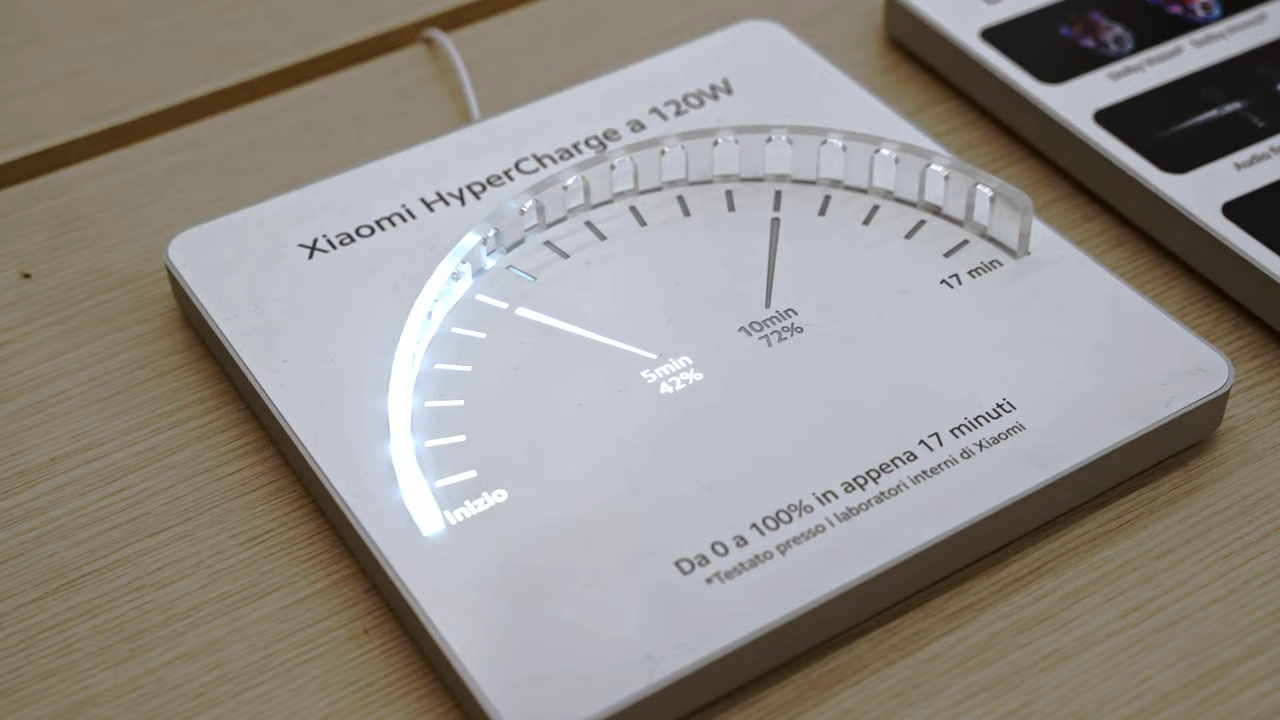 Xiaomi HyperCharge a 120W
17 min
10min
72%
5min
42%
Inizio
Da 0 a 100% in appena 17 minuti
*Testato presso i laboratori interni di Xiaomi
Audio